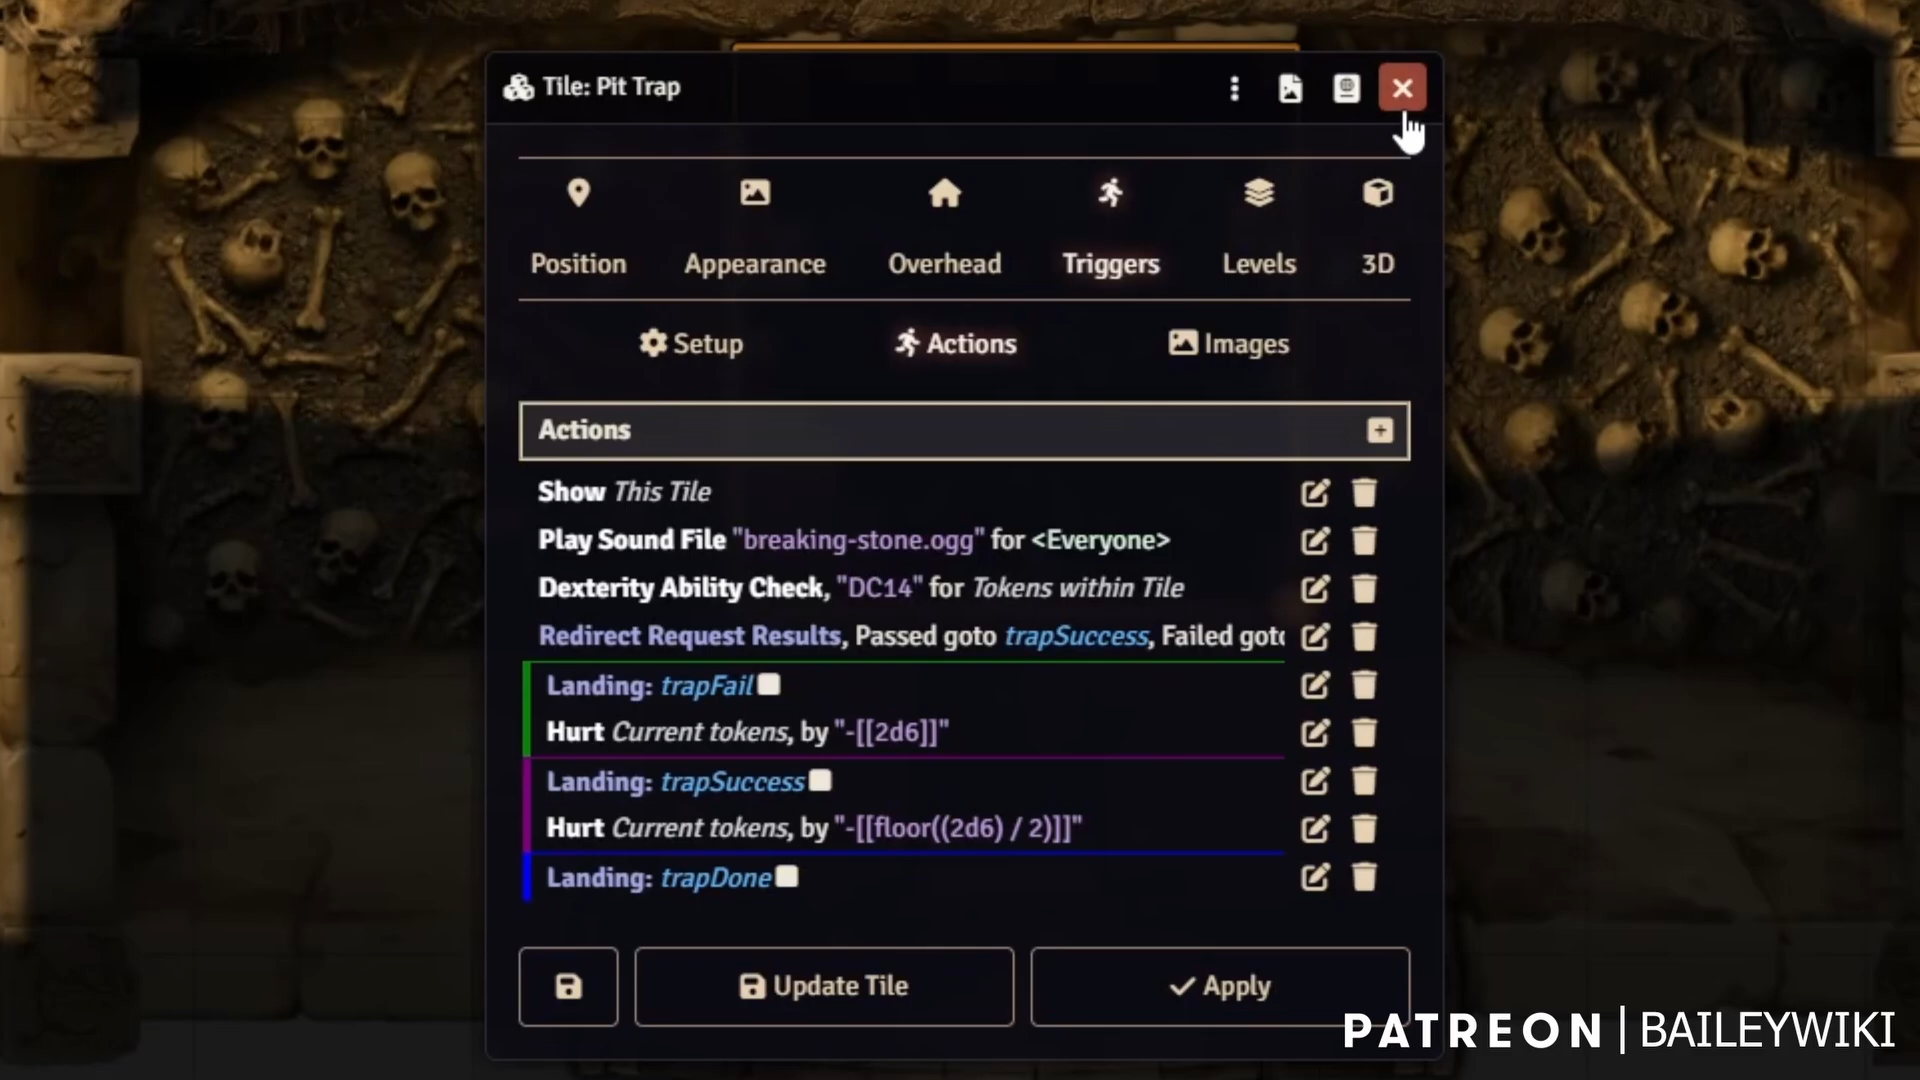 Tile: Pit Trap
Position Appearance Overhead Triggers Levels 3D
Setup Actions Images
Actions
Show This Tile
Play Sound File "breaking-stone.ogg" for <Everyone>
Dexterity Ability Check, "DC14" for Tokens within Tile
Redirect Request Results, Passed goto trapSuccess, Failed goto
Landing: trapFail
Hurt Current tokens, by "-[[2d6]]"
Landing: trapSuccess
Hurt Current tokens, by "-[[floor((2d6) / 2)]]"
Landing: trapDone
Update Tile Apply
PATREON | BAILEYWIKI